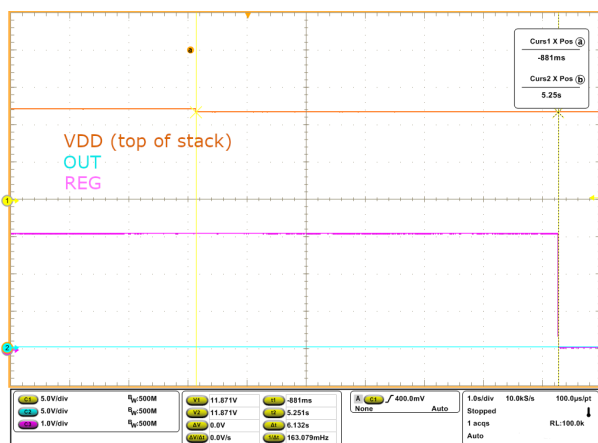 Curs1 X Pos a
-881ms
Curs2 X Pos b
5.25s
a
VDD (top of stack)
OUT
REG
1
2
C1 5.0V/div BW:500M
C2 5.0V/div BW:500M
C3 1.0V/div BW:500M
V1 11.871V t1 -881ms
V2 11.871V t2 5.251s
ΔV 0.0V Δt 6.132s
ΔV/Δt 0.0V/s 1/Δt 163.079mHz
A C1 400.0mV
None Auto
1.0s/div 10.0kS/s 100.0µs/pt
Stopped
1 acqs RL:100.0k
Auto